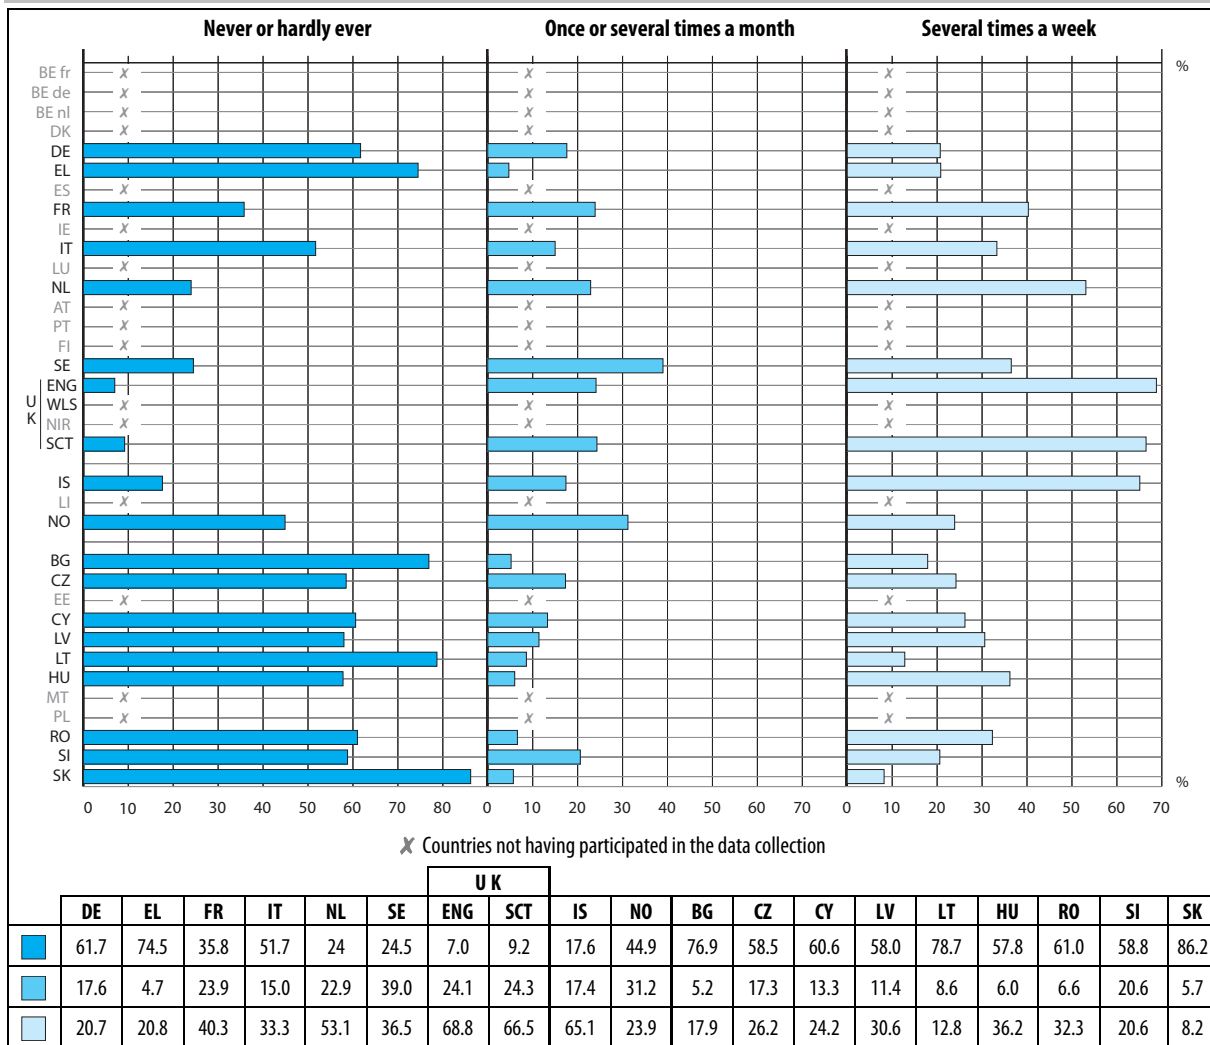 Never or hardly ever Once or several times a month Several times a week
%
BE fr ✗ ✗ ✗
BE de ✗ ✗ ✗
BE nl ✗ ✗ ✗
DK ✗ ✗ ✗
DE
EL
ES ✗ ✗ ✗
FR
IE ✗ ✗ ✗
IT
LU ✗ ✗ ✗
NL
AT ✗ ✗ ✗
PT ✗ ✗ ✗
FI ✗ ✗ ✗
SE
UK
ENG
WLS ✗ ✗ ✗
NIR ✗ ✗ ✗
SCT
IS
LI ✗ ✗ ✗
NO
BG
CZ
EE ✗ ✗ ✗
CY
LV
LT
HU
MT ✗ ✗ ✗
PL ✗ ✗ ✗
RO
SI
SK
%
0 10 20 30 40 50 60 70 80 0 10 20 30 40 50 60 70 80 0 10 20 30 40 50 60 70
✗ Countries not having participated in the data collection
U K
DE EL FR IT NL SE ENG SCT IS NO BG CZ CY LV LT HU RO SI SK
61.7 74.5 35.8 51.7 24 24.5 7.0 9.2 17.6 44.9 76.9 58.5 60.6 58.0 78.7 57.8 61.0 58.8 86.2
17.6 4.7 23.9 15.0 22.9 39.0 24.1 24.3 17.4 31.2 5.2 17.3 13.3 11.4 8.6 6.0 6.6 20.6 5.7
20.7 20.8 40.3 33.3 53.1 36.5 68.8 66.5 65.1 23.9 17.9 26.2 24.2 30.6 12.8 36.2 32.3 20.6 8.2